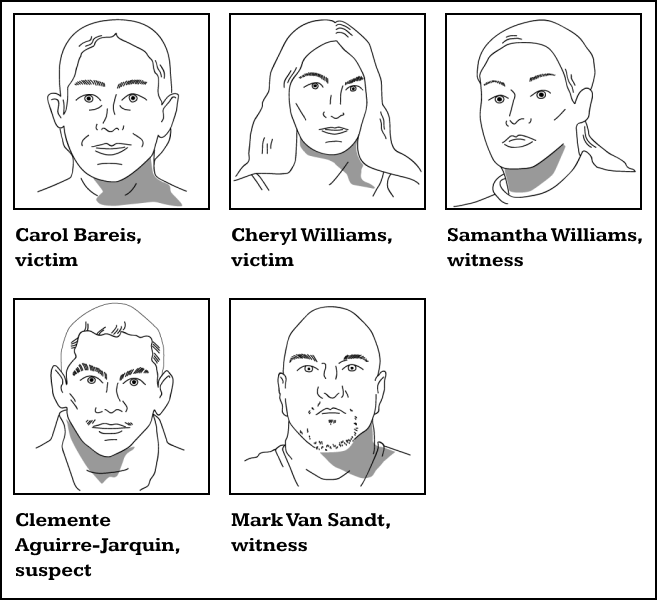 Carol Bareis,
victim
Cheryl Williams,
victim
Samantha Williams,
witness
Clemente
Aguirre-Jarquin,
suspect
Mark Van Sandt,
witness